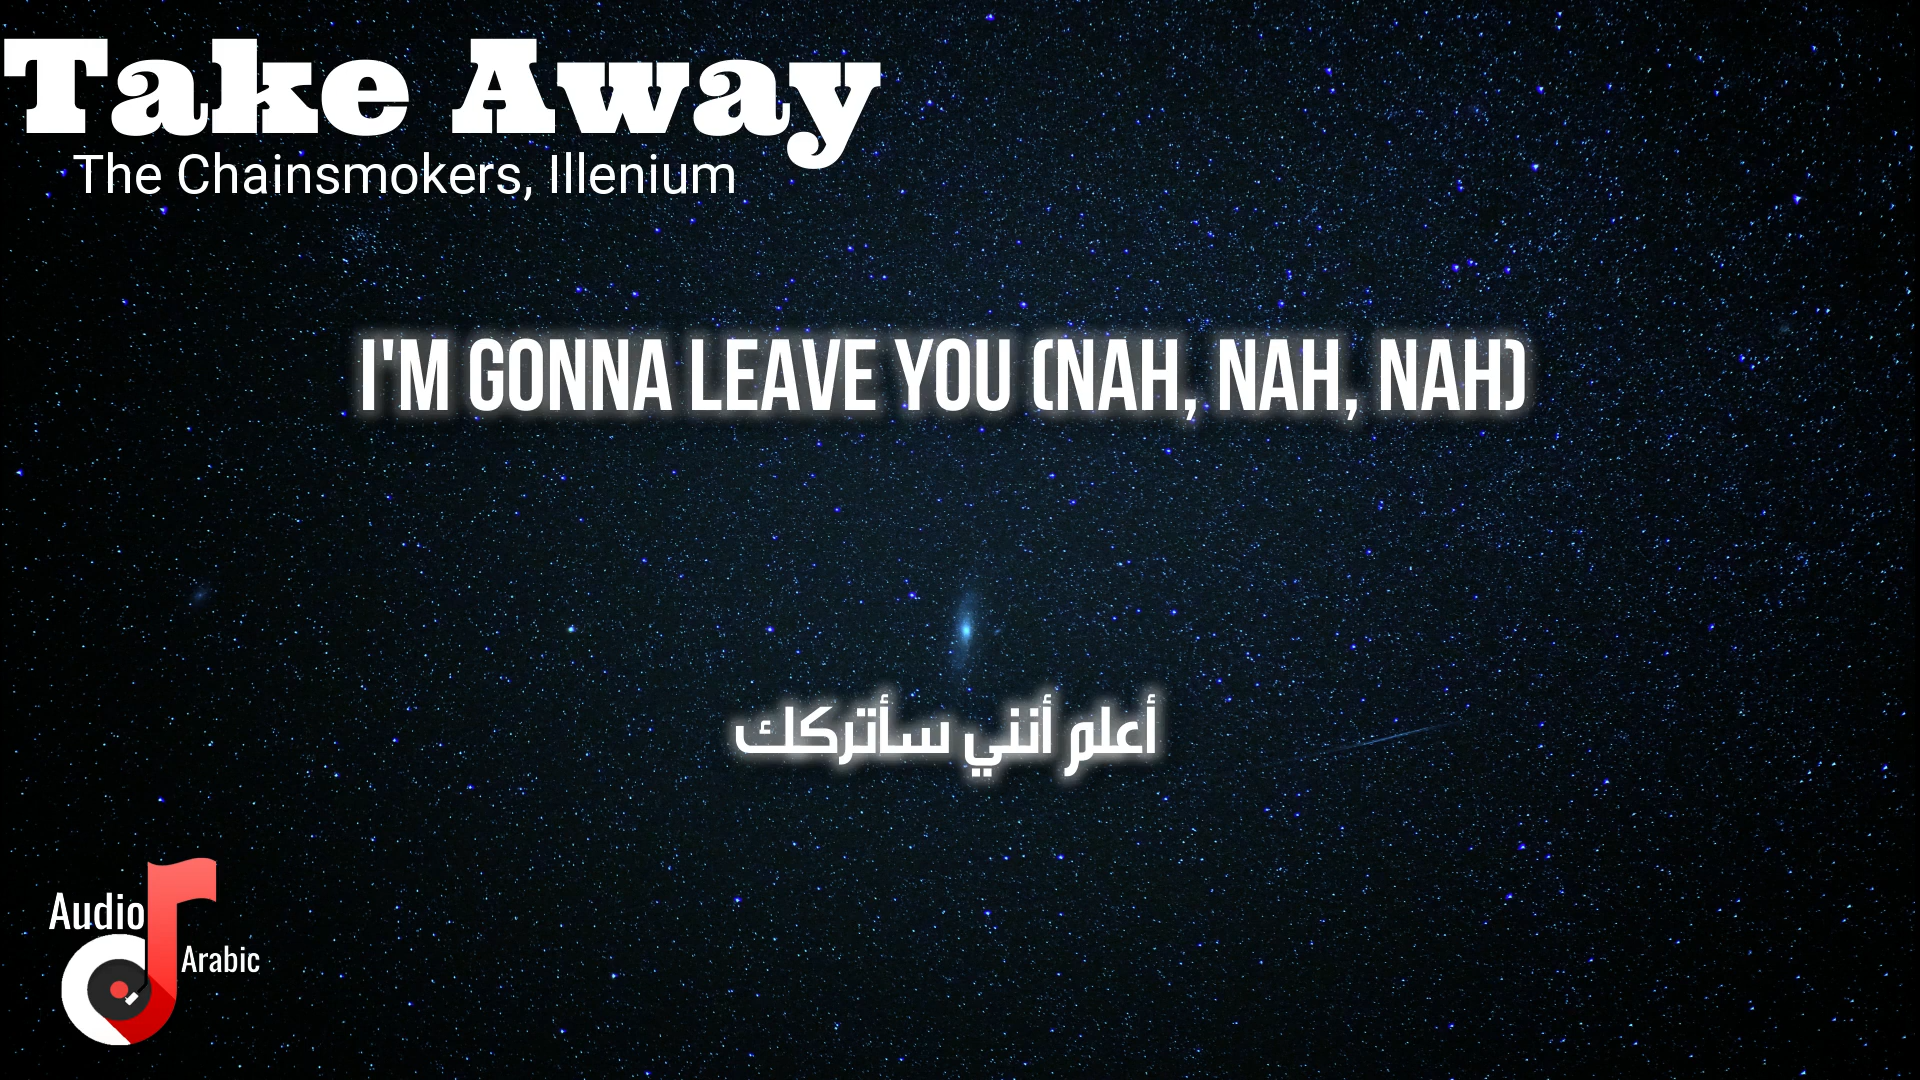 Take Away
The Chainsmokers, Illenium
I'M GONNA LEAVE YOU (NAH, NAH, NAH)
أعلم أنني سأتركك
Audio
Arabic